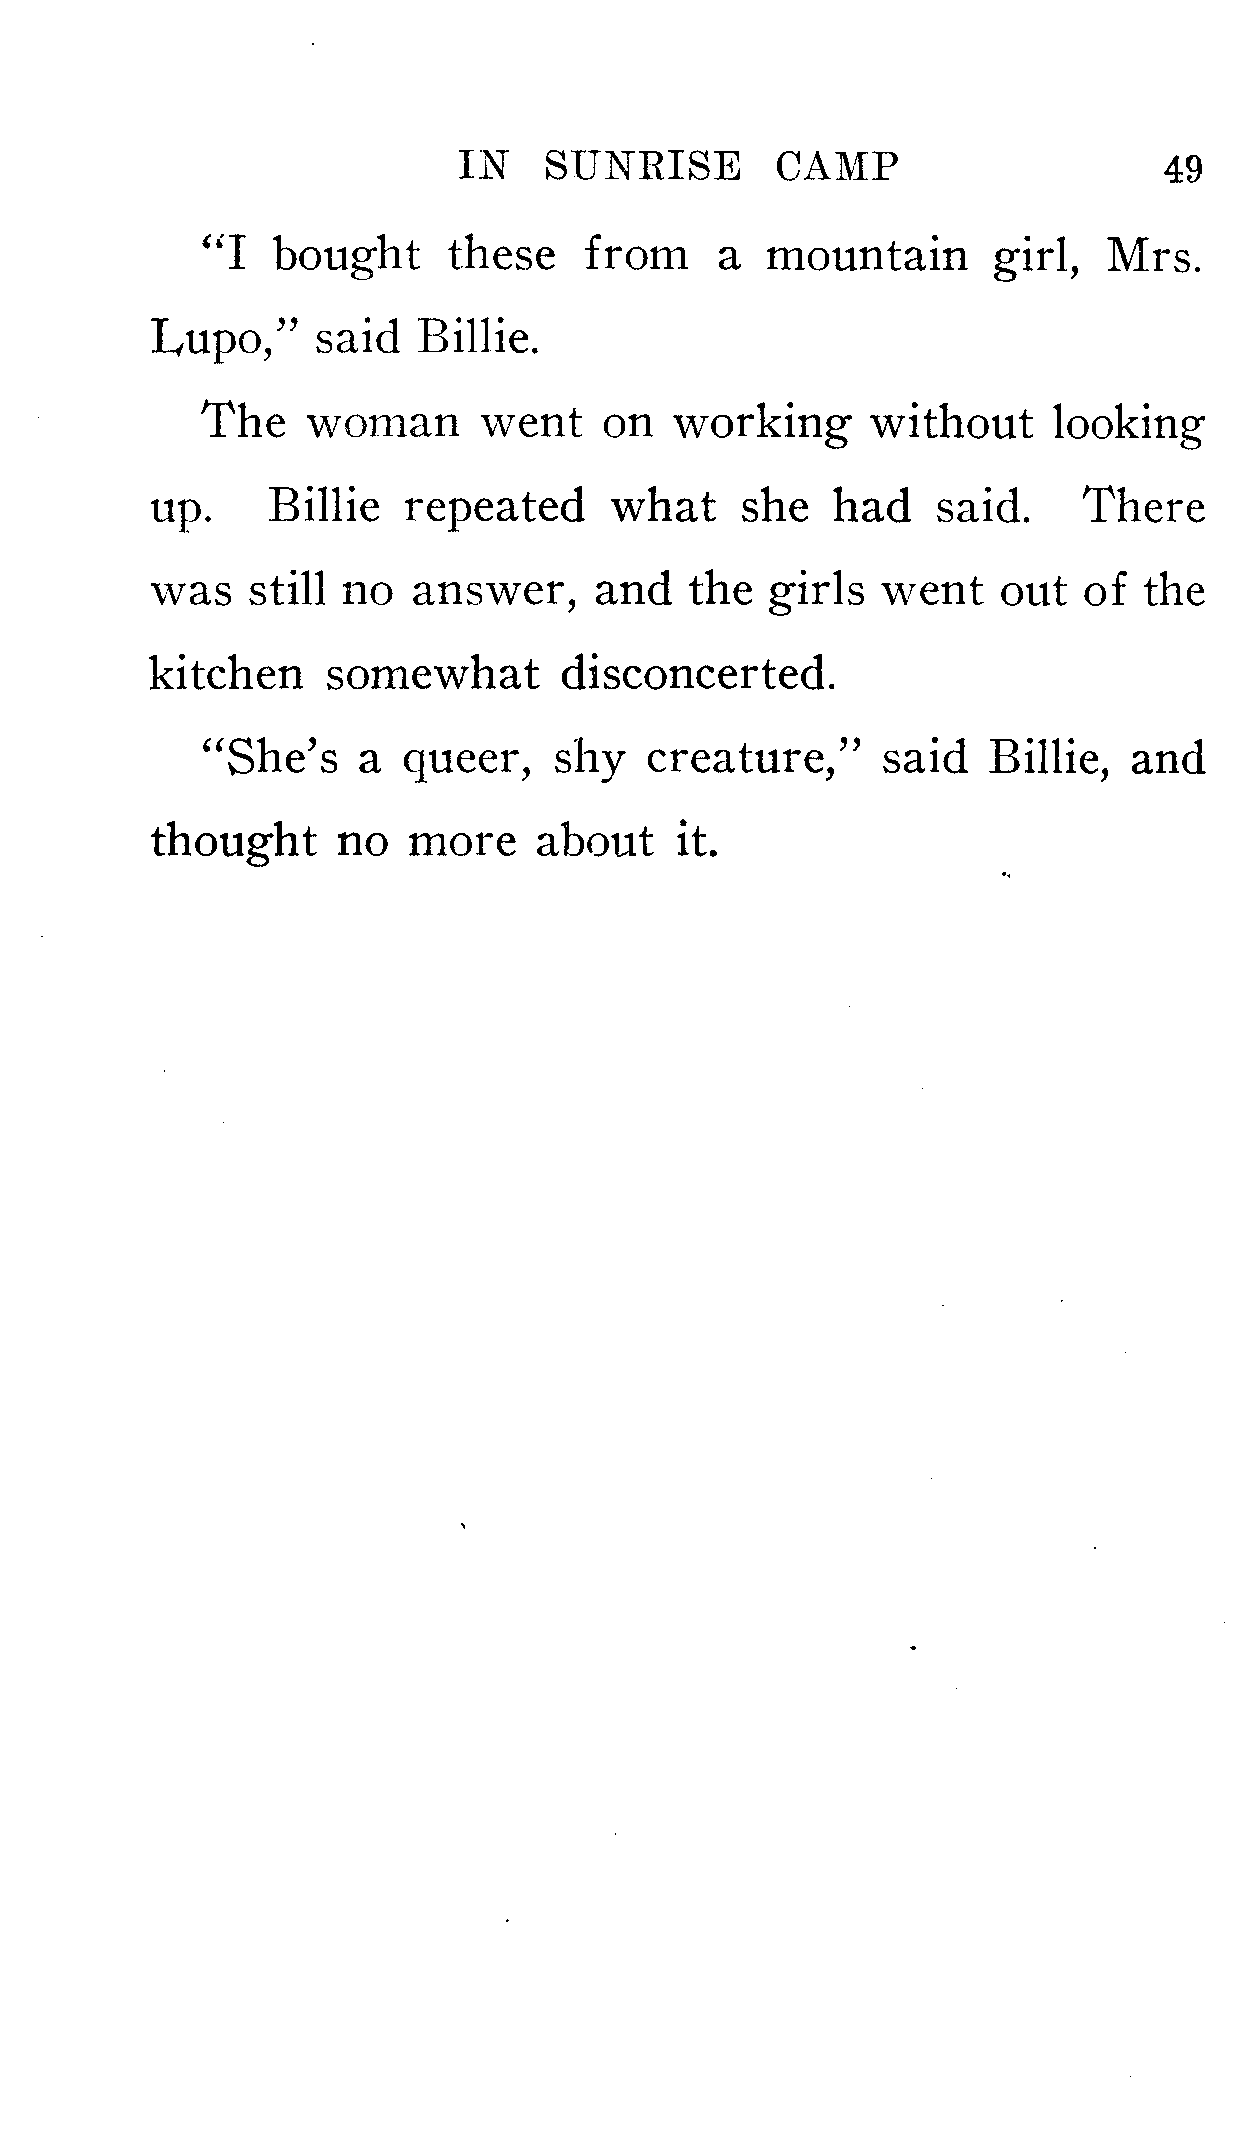 IN SUNRISE CAMP 49
“I bought these from a mountain girl, Mrs.
Lupo,” said Billie.
The woman went on working without looking
up. Billie repeated what she had said. There
was still no answer, and the girls went out of the
kitchen somewhat disconcerted.
“She’s a queer, shy creature,” said Billie, and
thought no more about it.